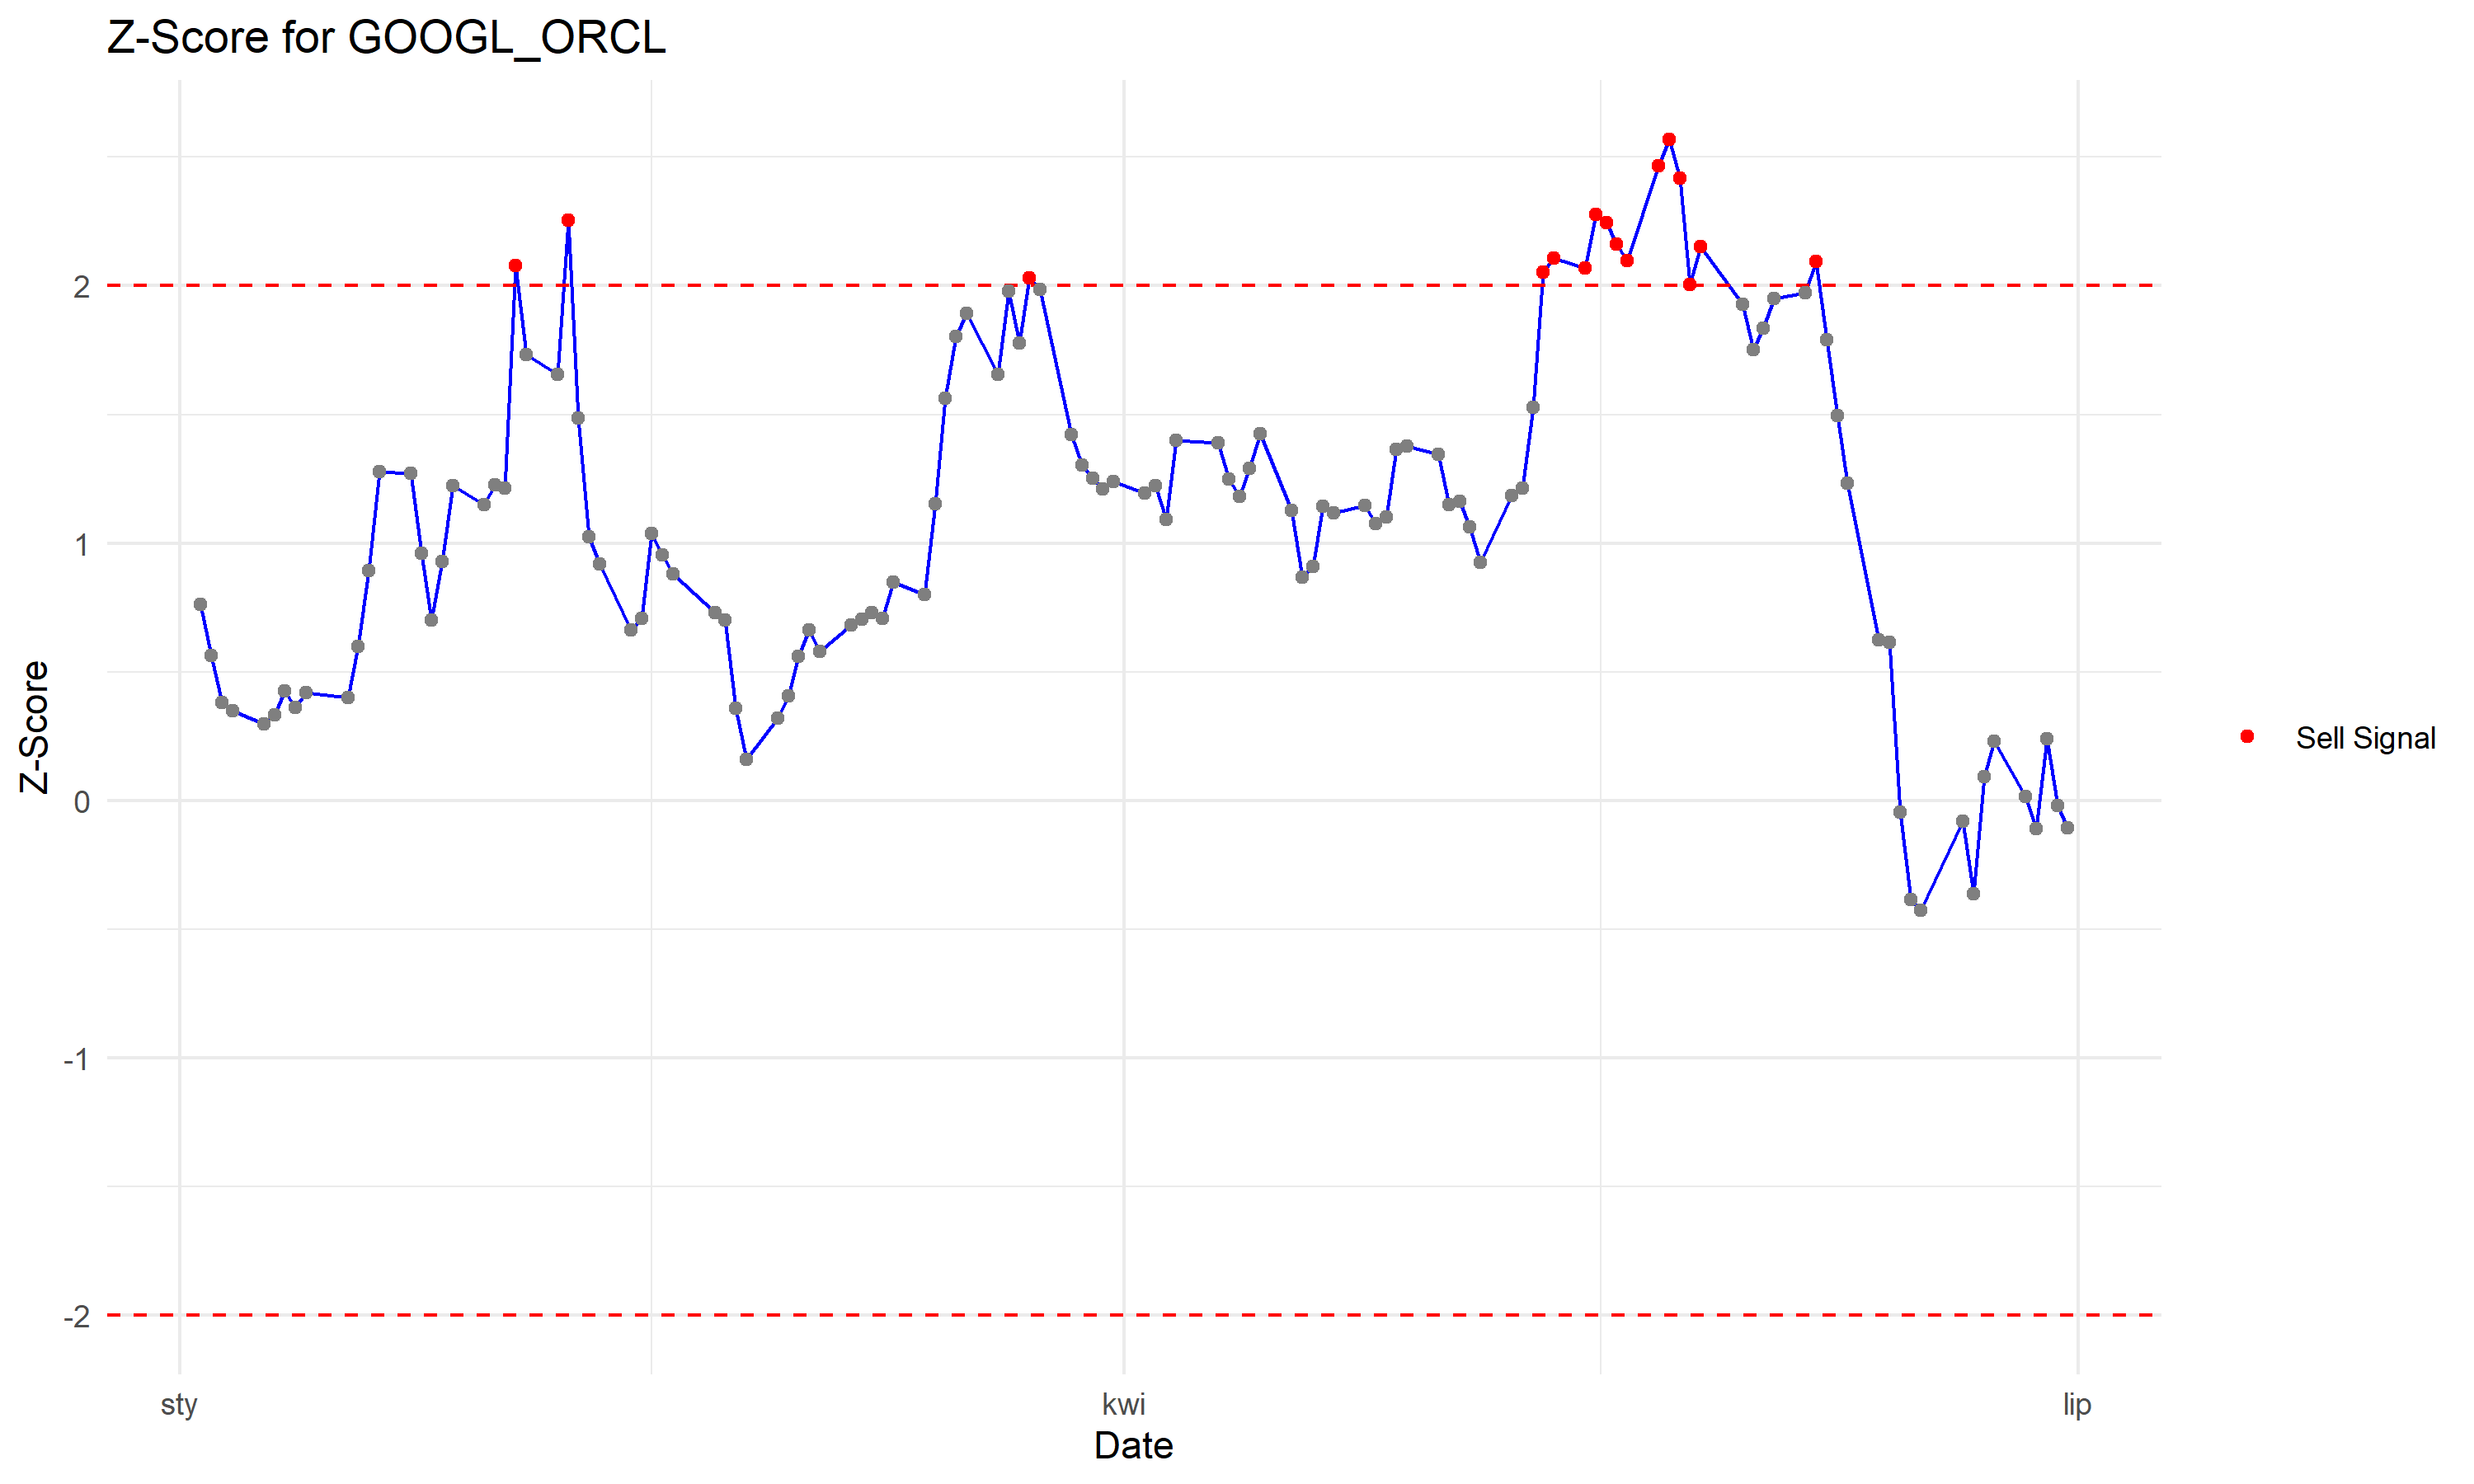 Z-Score for GOOGL_ORCL
Z-Score
2
1
0
-1
-2
sty
kwi
lip
Date
Sell Signal